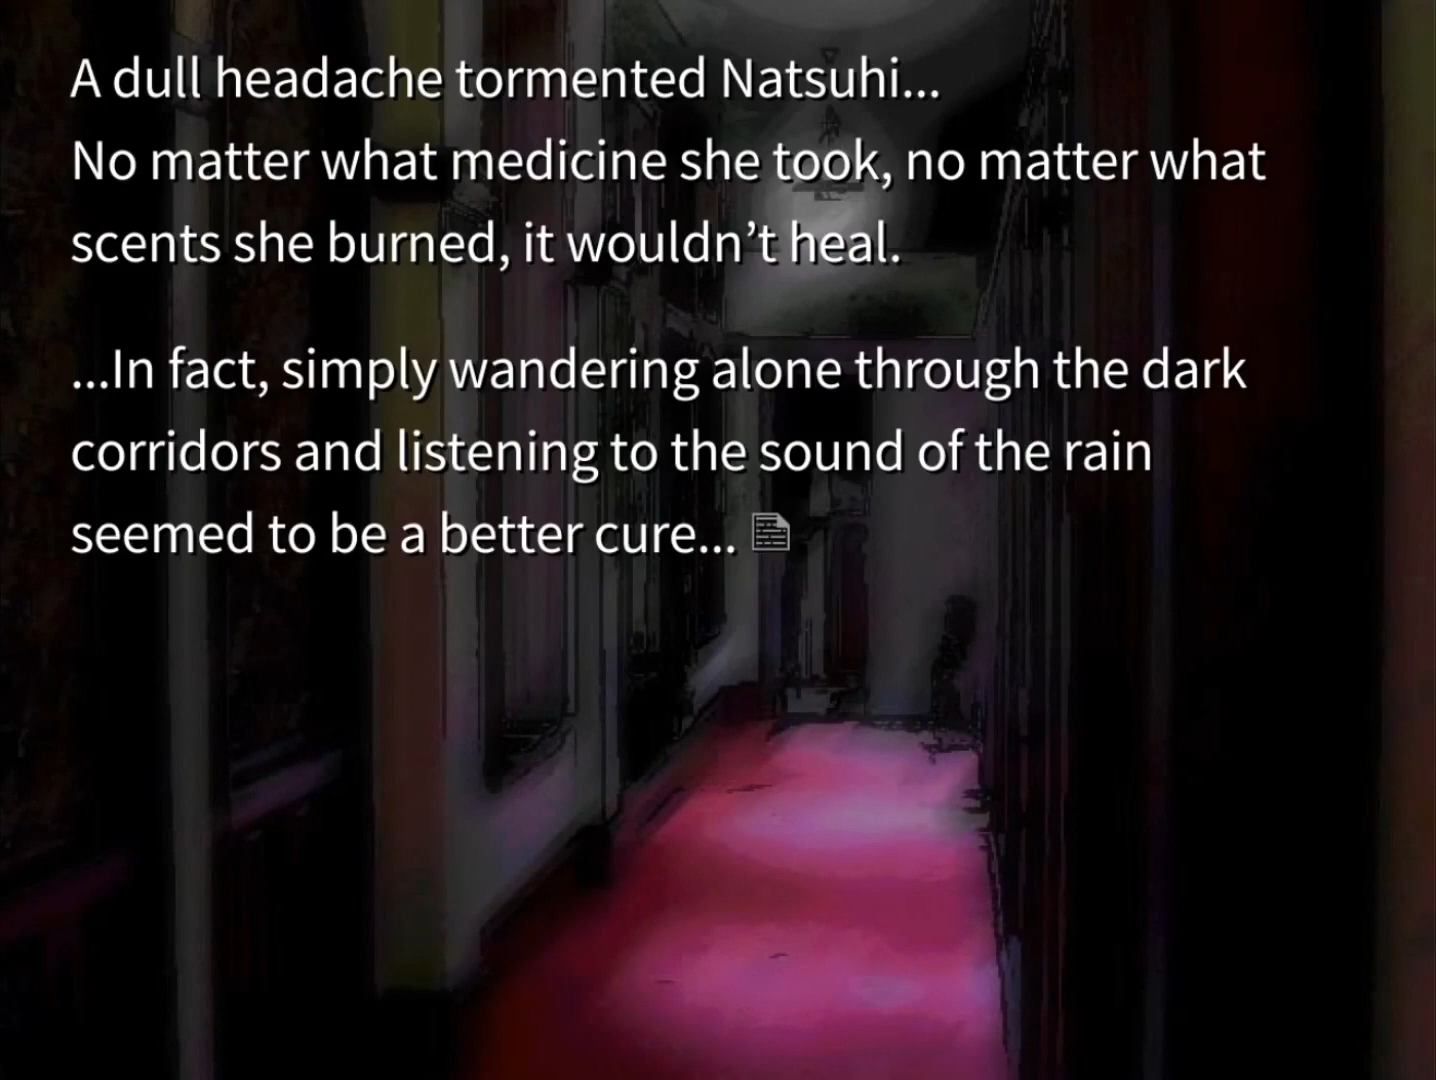 A dull headache tormented Natsuhi...
No matter what medicine she took, no matter what
scents she burned, it wouldn’t heal.
...In fact, simply wandering alone through the dark
corridors and listening to the sound of the rain
seemed to be a better cure...